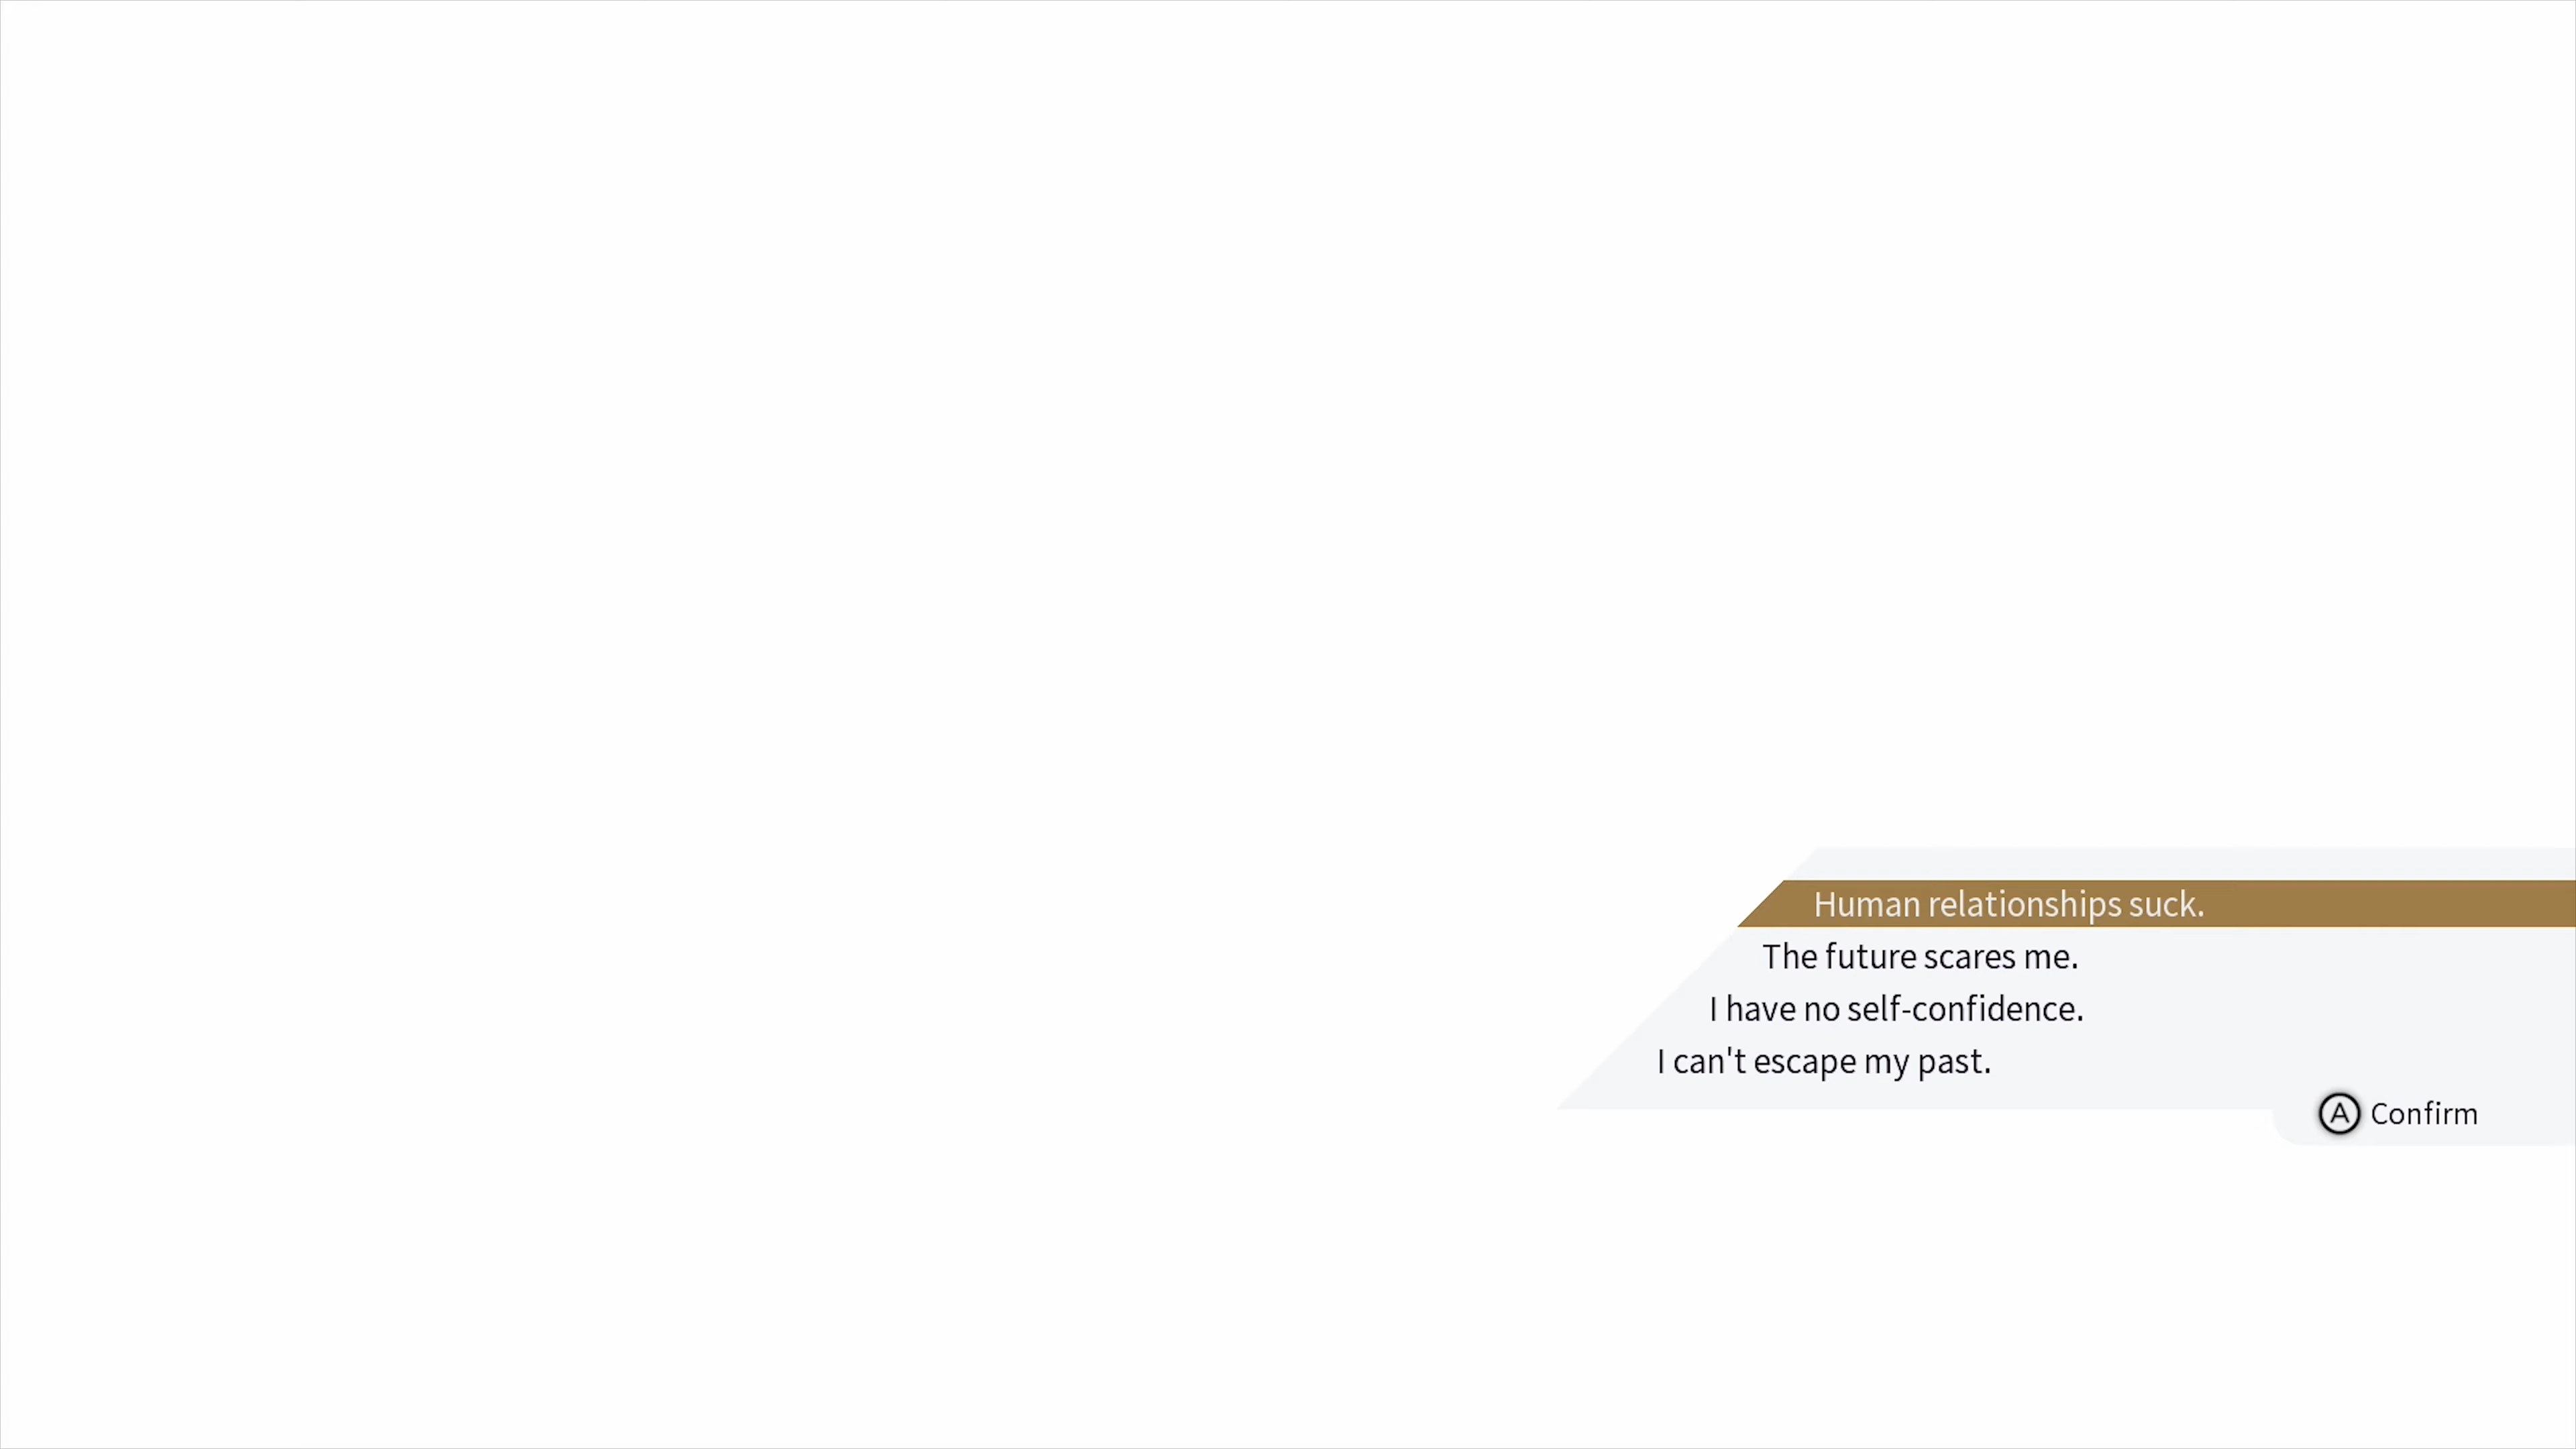 Human relationships suck.
The future scares me.
I have no self-confidence.
I can't escape my past.
A Confirm